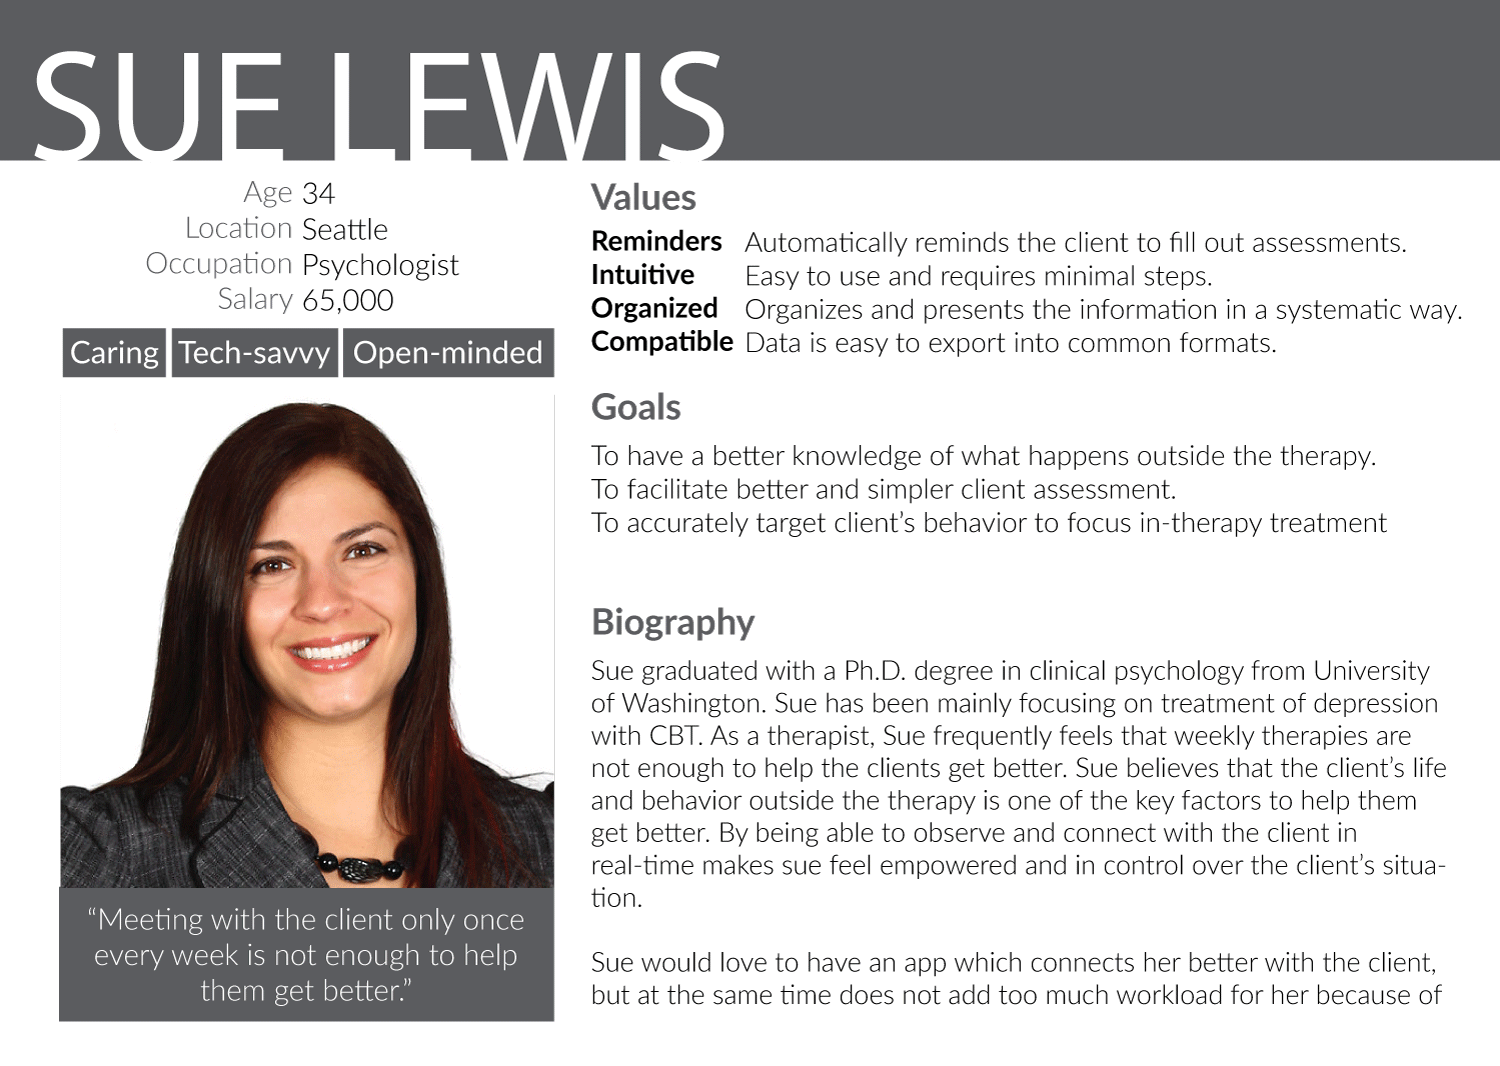 SUE LEWIS
Age 34
Location Seattle
Occupation Psychologist
Salary 65,000
Caring Tech-savvy Open-minded
“Meeting with the client only once
every week is not enough to help
them get better.”
Values
Reminders Automatically reminds the client to fill out assessments.
Intuitive Easy to use and requires minimal steps.
Organized Organizes and presents the information in a systematic way.
Compatible Data is easy to export into common formats.
Goals
To have a better knowledge of what happens outside the therapy.
To facilitate better and simpler client assessment.
To accurately target client’s behavior to focus in-therapy treatment
Biography
Sue graduated with a Ph.D. degree in clinical psychology from University
of Washington. Sue has been mainly focusing on treatment of depression
with CBT. As a therapist, Sue frequently feels that weekly therapies are
not enough to help the clients get better. Sue believes that the client’s life
and behavior outside the therapy is one of the key factors to help them
get better. By being able to observe and connect with the client in
real-time makes sue feel empowered and in control over the client’s situa-
tion.
Sue would love to have an app which connects her better with the client,
but at the same time does not add too much workload for her because of